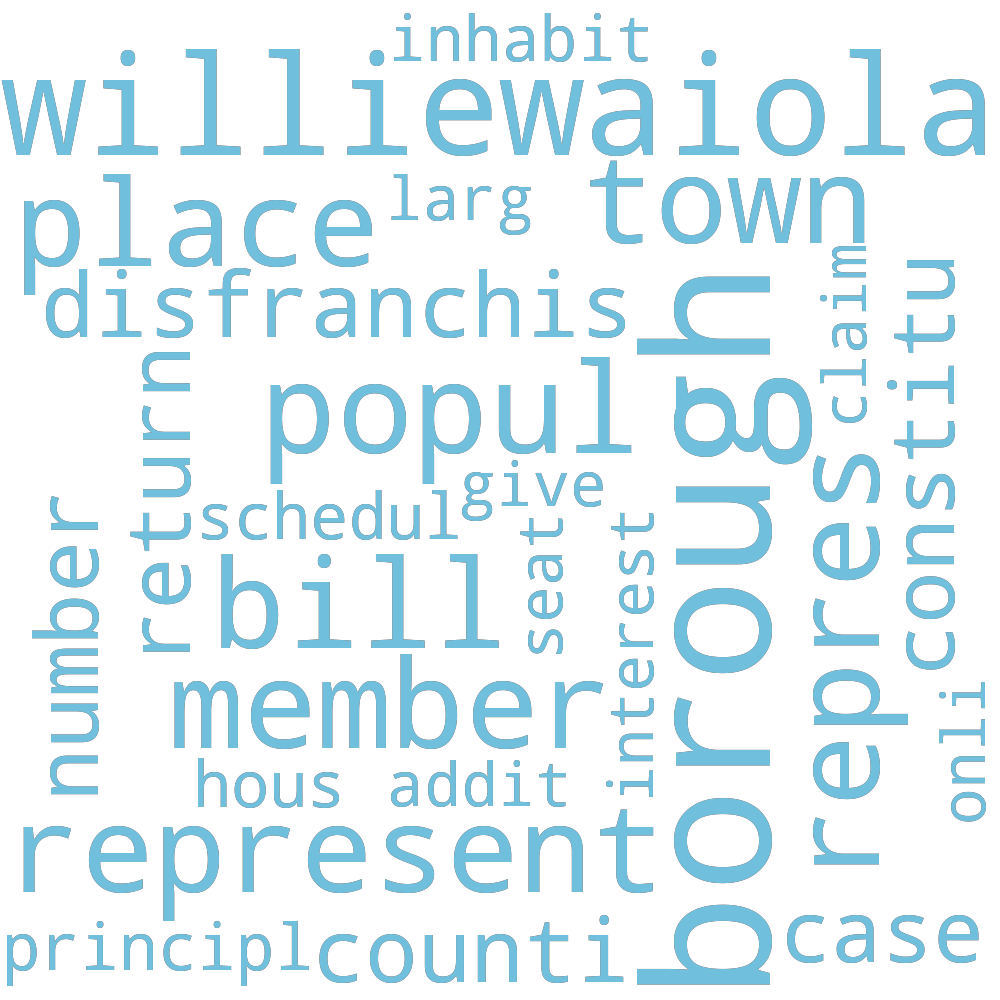 inhabit
williewaiola
place
larg
town
disfranchis
claim
constitu
borough
return
popul
repres
give
schedul
number
seat
interest
bill
member
onli
hous
addit
represent
principl
counti
case